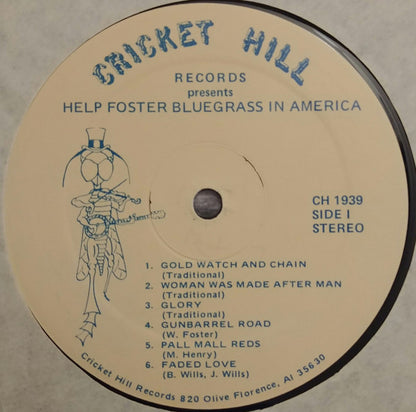 CRICKET HILL
RECORDS
presents
HELP FOSTER BLUEGRASS IN AMERICA
CH 1939
SIDE I
STEREO
1. GOLD WATCH AND CHAIN
(Traditional)
2. WOMAN WAS MADE AFTER MAN
(Traditional)
3. GLORY
(Traditional)
4. GUNBARREL ROAD
(W. Foster)
5. PALL MALL REDS
(M. Henry)
6. FADED LOVE
(B. Wills, J. Wills)
Cricket Hill Records 820 Olive Florence, Al 35630